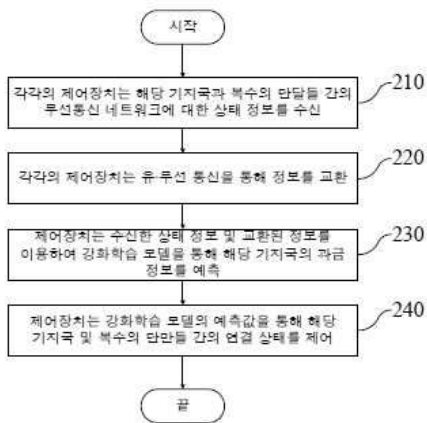 시작
각각의 제어장치는 해당 기지국과 복수의 단말들 간의
무선통신 네트워크에 대한 상태 정보를 수신
210
각각의 제어장치는 유·무선 통신을 통해 정보를 교환
220
제어장치는 수신한 상태 정보 및 교환된 정보를
이용하여 강화학습 모델을 통해 해당 기지국의 과금
정보를 예측
230
제어장치는 강화학습 모델의 예측값을 통해 해당
기지국 및 복수의 단말들 간의 연결 상태를 제어
240
끝